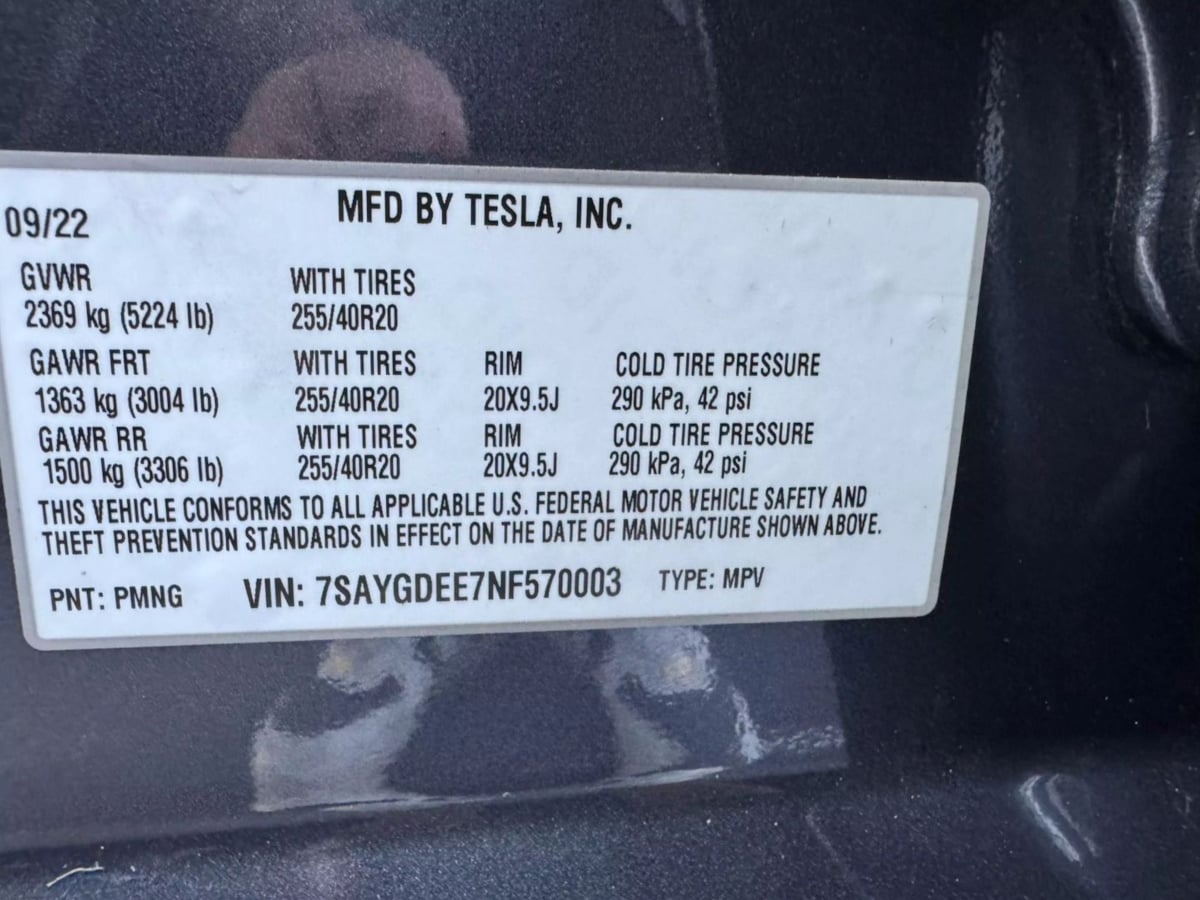 09/22 MFD BY TESLA, INC.
GVWR WITH TIRES
2369 kg (5224 lb) 255/40R20
GAWR FRT WITH TIRES RIM COLD TIRE PRESSURE
1363 kg (3004 lb) 255/40R20 20X9.5J 290 kPa, 42 psi
GAWR RR WITH TIRES RIM COLD TIRE PRESSURE
1500 kg (3306 lb) 255/40R20 20X9.5J 290 kPa, 42 psi
THIS VEHICLE CONFORMS TO ALL APPLICABLE U.S. FEDERAL MOTOR VEHICLE SAFETY AND
THEFT PREVENTION STANDARDS IN EFFECT ON THE DATE OF MANUFACTURE SHOWN ABOVE.
PNT: PMNG VIN: 7SAYGDEE7NF570003 TYPE: MPV